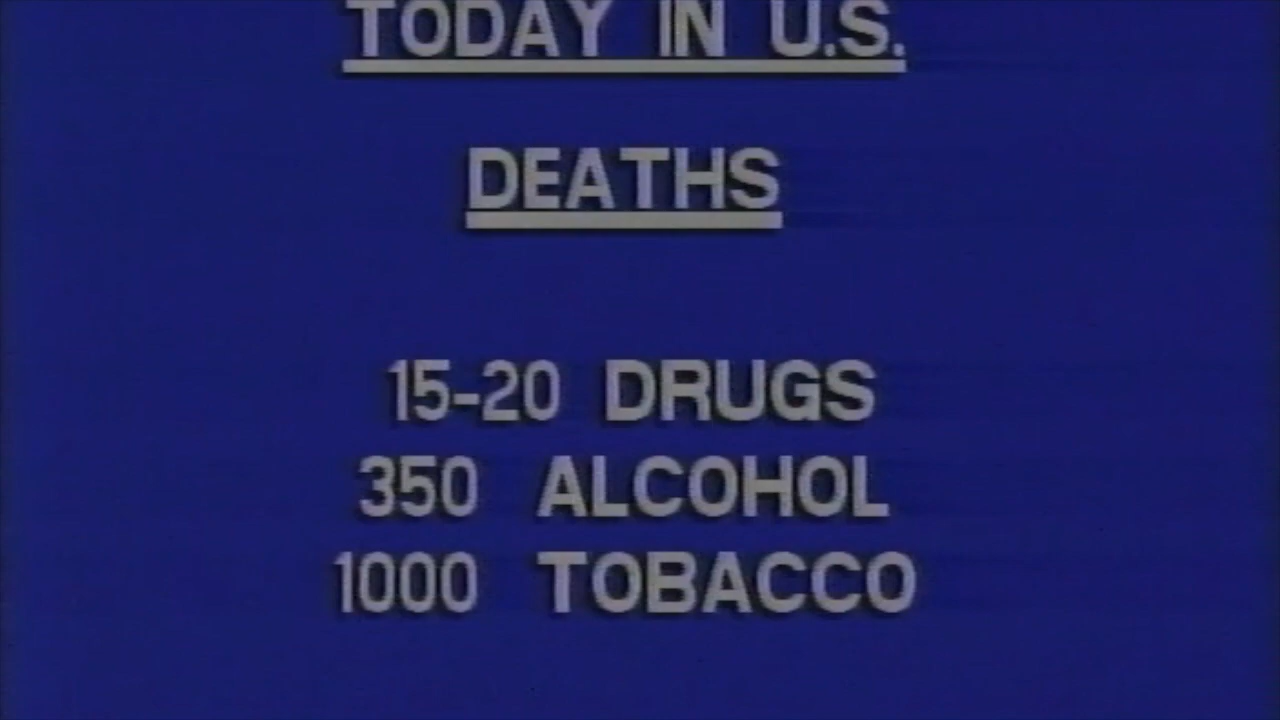 TODAY IN U.S.
DEATHS
15-20 DRUGS
350 ALCOHOL
1000 TOBACCO